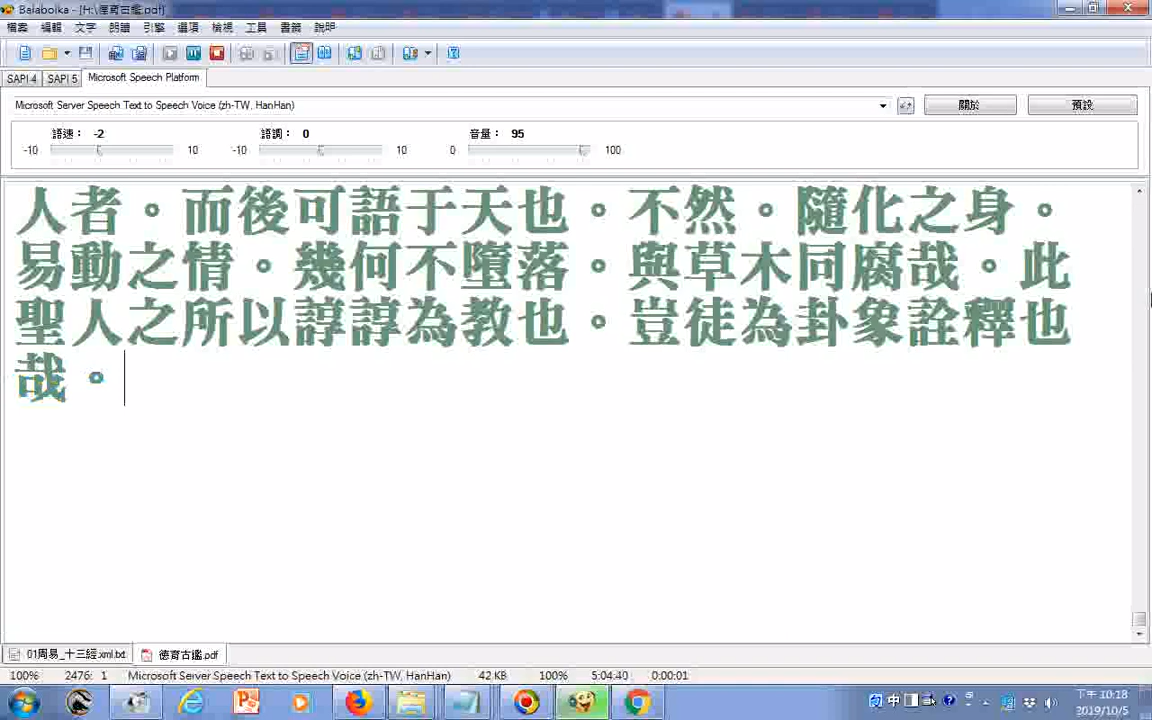 Balabolka - [H:\德育古鑑.pdf]
檔案 編輯 文字 朗讀 引擎 選項 檢視 工具 書籤 說明
SAPI 4 SAPI 5 Microsoft Speech Platform
Microsoft Server Speech Text to Speech Voice (zh-TW, HanHan) 關於 預設
語速： -2 語調： 0 音量： 95
-10 10 -10 10 0 100
人者。而後可語于天也。不然。隨化之身。
易動之情。幾何不墮落。與草木同腐哉。此
聖人之所以諄諄為教也。豈徒為卦象詮釋也
哉。
01周易_十三經.xml.txt 德育古鑑.pdf
100% 2476: 1 Microsoft Server Speech Text to Speech Voice (zh-TW, HanHan) 42 KB 100% 5:04:40 0:00:01
中 下午 10:18
2019/10/5